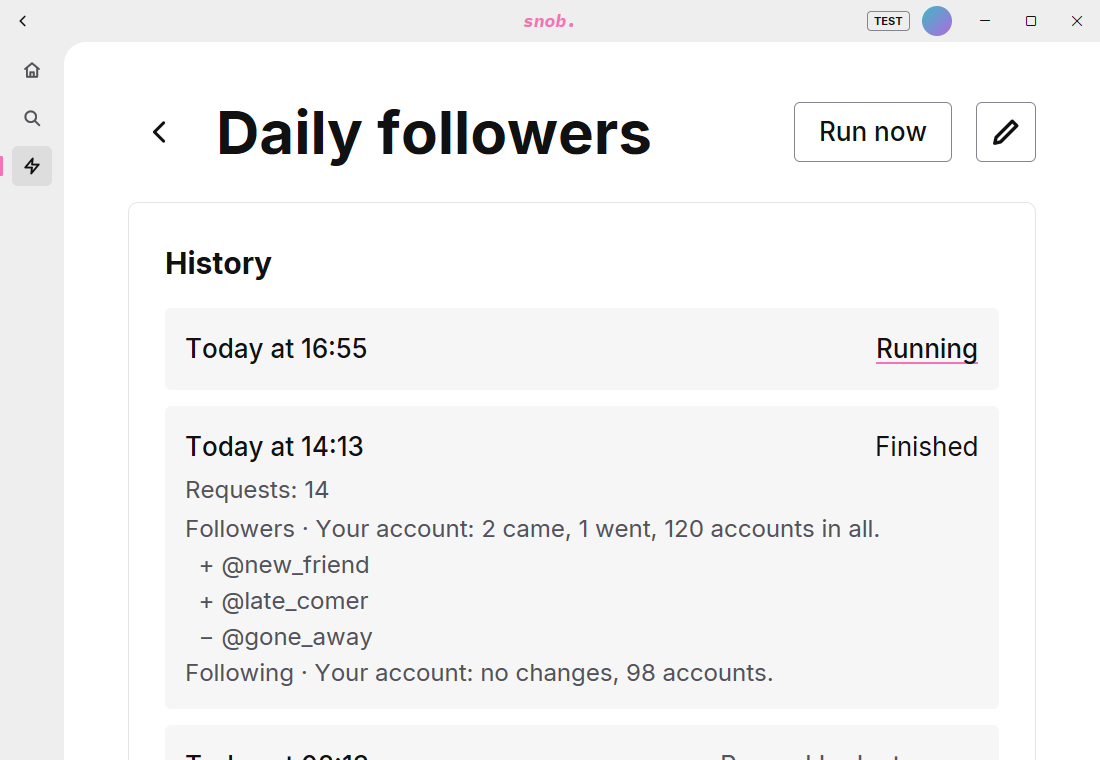 snob.
TEST
Daily followers
Run now
History
Today at 16:55
Running
Today at 14:13
Finished
Requests: 14
Followers · Your account: 2 came, 1 went, 120 accounts in all.
+ @new_friend
+ @late_comer
− @gone_away
Following · Your account: no changes, 98 accounts.